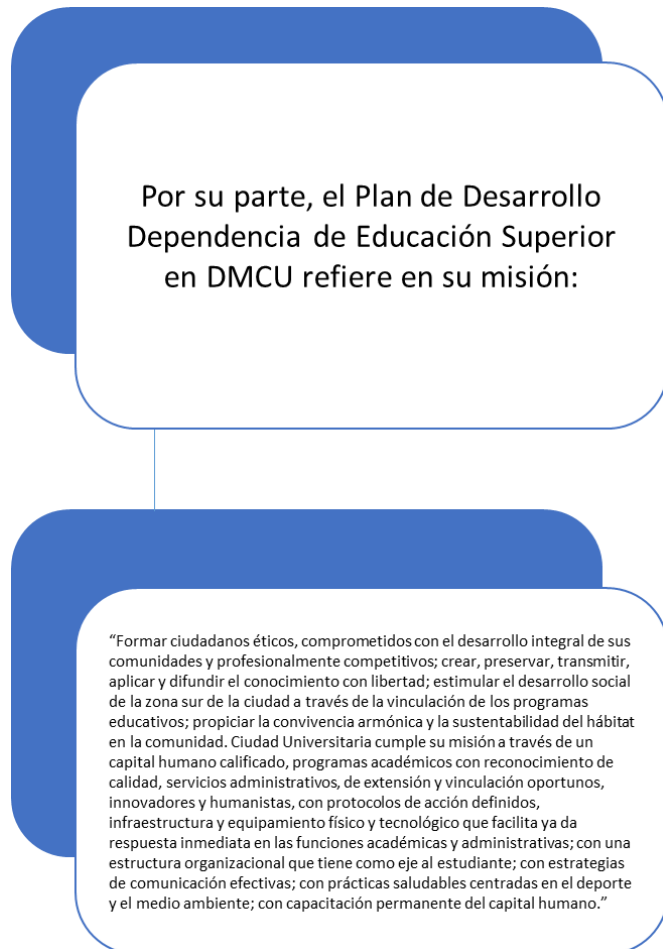 Por su parte, el Plan de Desarrollo
Dependencia de Educación Superior
en DMCU refiere en su misión:
“Formar ciudadanos éticos, comprometidos con el desarrollo integral de sus
comunidades y profesionalmente competitivos; crear, preservar, transmitir,
aplicar y difundir el conocimiento con libertad; estimular el desarrollo social
de la zona sur de la ciudad a través de la vinculación de los programas
educativos; propiciar la convivencia armónica y la sustentabilidad del hábitat
en la comunidad. Ciudad Universitaria cumple su misión a través de un
capital humano calificado, programas académicos con reconocimiento de
calidad, servicios administrativos, de extensión y vinculación oportunos,
innovadores y humanistas, con protocolos de acción definidos,
infraestructura y equipamiento físico y tecnológico que facilita ya da
respuesta inmediata en las funciones académicas y administrativas; con una
estructura organizacional que tiene como eje al estudiante; con estrategias
de comunicación efectivas; con prácticas saludables centradas en el deporte
y el medio ambiente; con capacitación permanente del capital humano.”